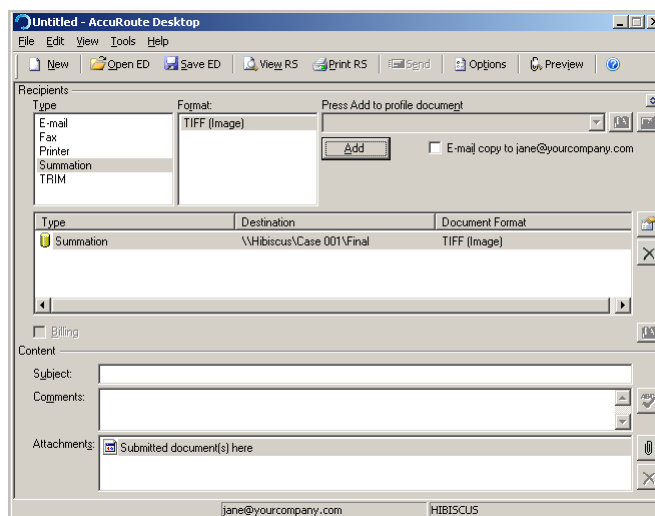 Untitled - AccuRoute Desktop
File Edit View Tools Help
New Open ED Save ED View RS Print RS Send Options Preview
Recipients
Type Format: Press Add to profile document
E-mail TIFF (Image)
Fax
Printer Add E-mail copy to jane@yourcompany.com
Summation
TRIM
Type Destination Document Format
Summation \\Hibiscus\Case 001\Final TIFF (Image)
Billing
Content
Subject:
Comments:
Attachments: Submitted document(s) here
jane@yourcompany.com HIBISCUS